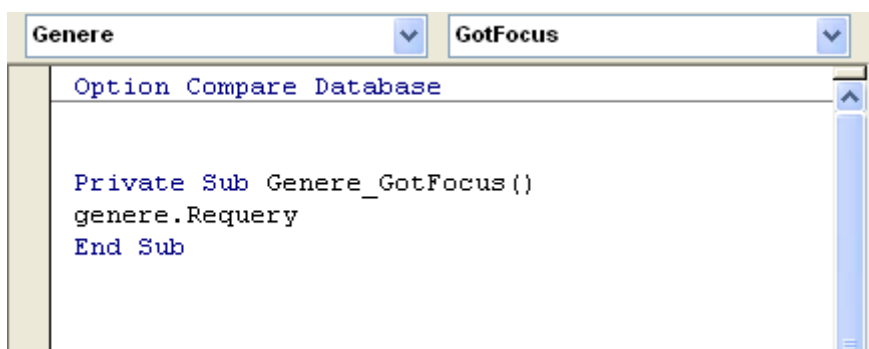 Genere GotFocus
Option Compare Database
Private Sub Genere_GotFocus()
genere.Requery
End Sub